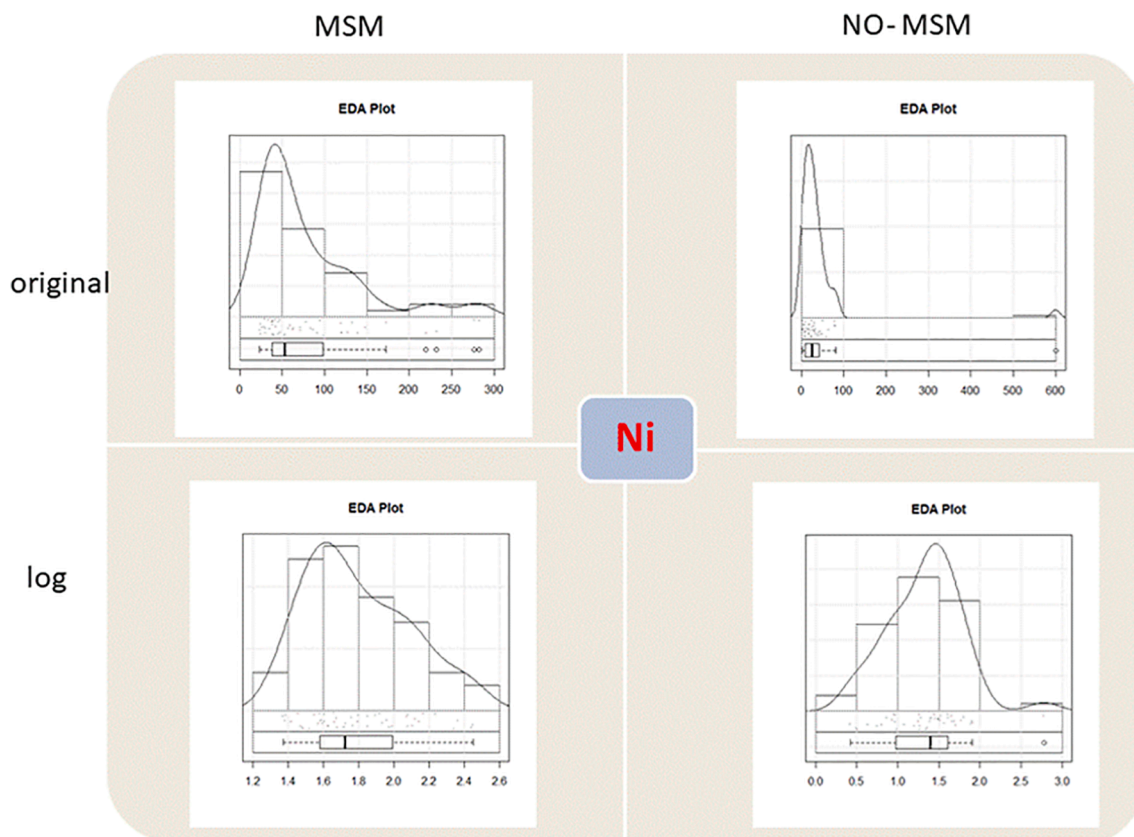 MSM NO-MSM
original
EDA Plot
0 50 100 150 200 250 300
EDA Plot
0 100 200 300 400 500 600
Ni
log
EDA Plot
1.2 1.4 1.6 1.8 2.0 2.2 2.4 2.6
EDA Plot
0.0 0.5 1.0 1.5 2.0 2.5 3.0